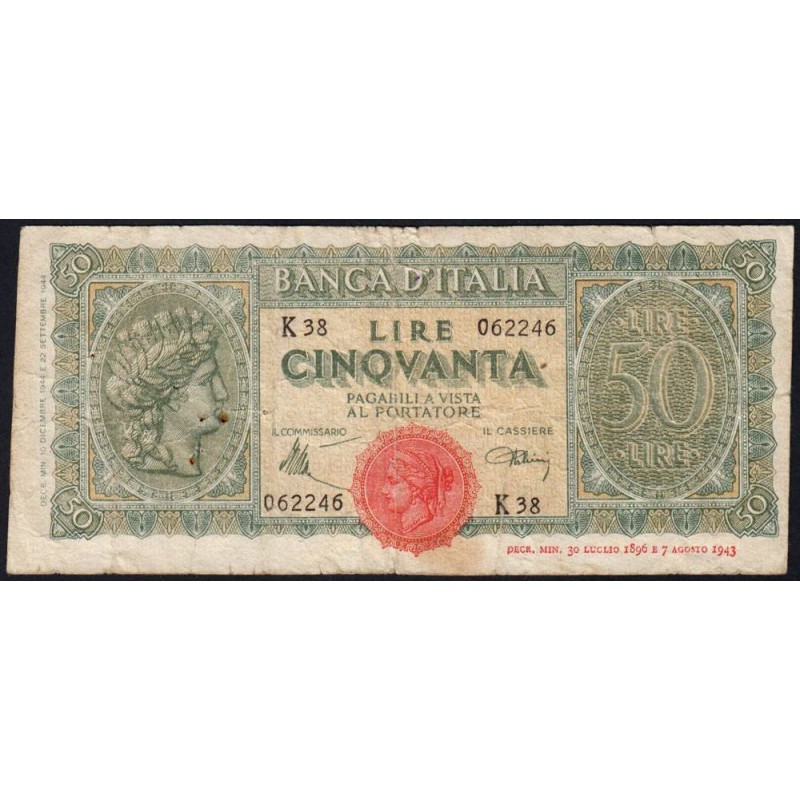 50
50
BANCA D'ITALIA
K 38
LIRE
062246
CINQVANTA
PAGABILI A VISTA
AL PORTATORE
IL COMMISSARIO
IL CASSIERE
062246
K 38
LIRE
50
LIRE
50
50
DECR. MIN. 30 LUGLIO 1896 E 7 AGOSTO 1943